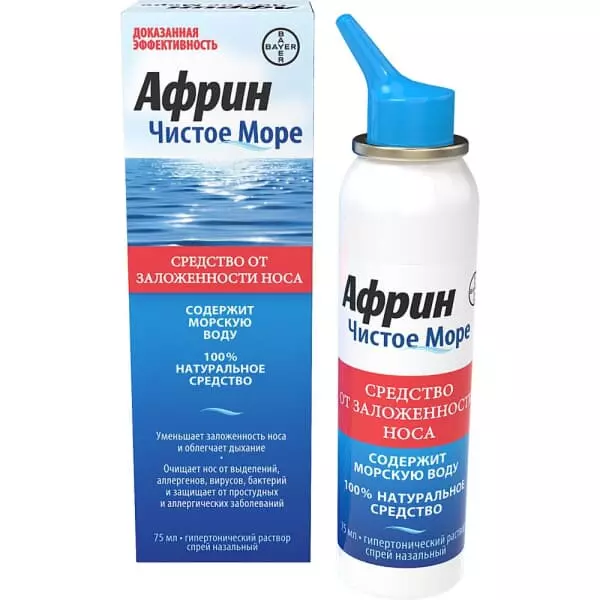 ДОКАЗАННАЯ
ЭФФЕКТИВНОСТЬ
BAYER
BAYER
Африн
Чистое Море
СРЕДСТВО ОТ
ЗАЛОЖЕННОСТИ НОСА
СОДЕРЖИТ
МОРСКУЮ
ВОДУ
100%
НАТУРАЛЬНОЕ
СРЕДСТВО
Уменьшает заложенность носа
и облегчает дыхание
•
Очищает нос от выделений,
аллергенов, вирусов, бактерий
и защищает от простудных
и аллергических заболеваний
75 мл • гипертонический раствор
спрей назальный
Африн
Чистое Море
СРЕДСТВО
ОТ ЗАЛОЖЕННОСТИ
НОСА
СОДЕРЖИТ
МОРСКУЮ ВОДУ
100% НАТУРАЛЬНОЕ
СРЕДСТВО
75 мл • гипертонический раствор
спрей назальный